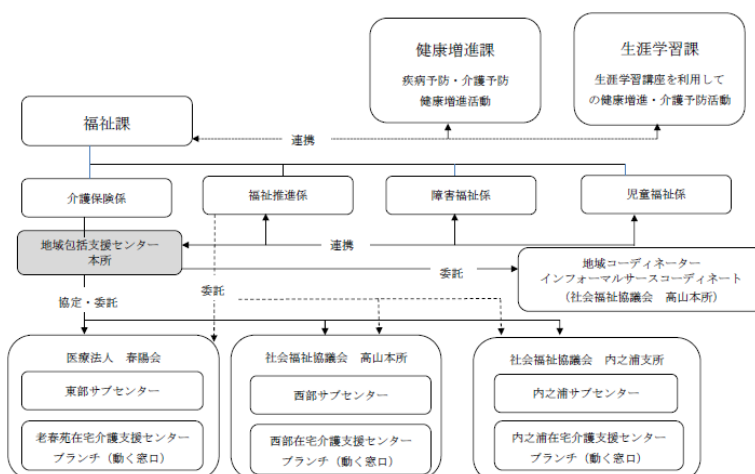 健康増進課
疾病予防・介護予防
健康増進活動
生涯学習課
生涯学習講座を利用して
の健康増進・介護予防活動
福祉課
連携
介護保険係
福祉推進係
障害福祉係
児童福祉係
地域包括支援センター
本所
連携
委託
地域コーディネーター
インフォーマルサースコーディネート
（社会福祉協議会 高山本所）
協定・委託
委託
医療法人 春陽会
東部サブセンター
老春苑在宅介護支援センター
ブランチ（動く窓口）
社会福祉協議会 高山本所
西部サブセンター
西部在宅介護支援センター
ブランチ（動く窓口）
社会福祉協議会 内之浦支所
内之浦サブセンター
内之浦在宅介護支援センター
ブランチ（動く窓口）